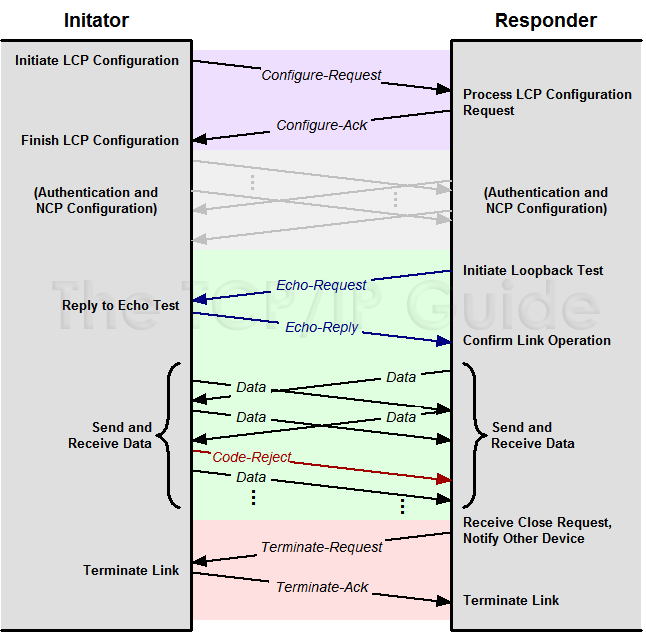 Initator
Responder
Initiate LCP Configuration
Configure-Request
Process LCP Configuration
Request
Configure-Ack
Finish LCP Configuration
(Authentication and
NCP Configuration)
(Authentication and
NCP Configuration)
Initiate Loopback Test
Echo-Request
Reply to Echo Test
The TCP/IP Guide
Echo-Reply
Confirm Link Operation
Data
Data
Data
Data
Send and
Receive Data
Send and
Receive Data
Code-Reject
Data
Receive Close Request,
Notify Other Device
Terminate-Request
Terminate Link
Terminate-Ack
Terminate Link